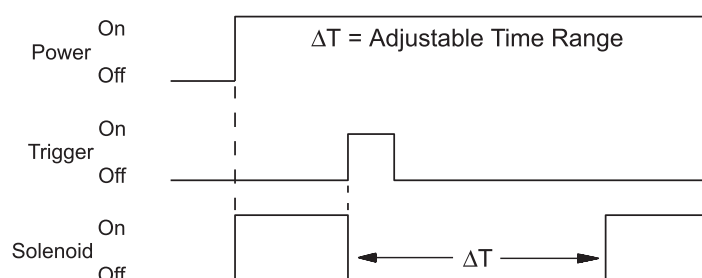 On
ΔT = Adjustable Time Range
Power
Off
On
Trigger
Off
On
Solenoid
ΔT
Off